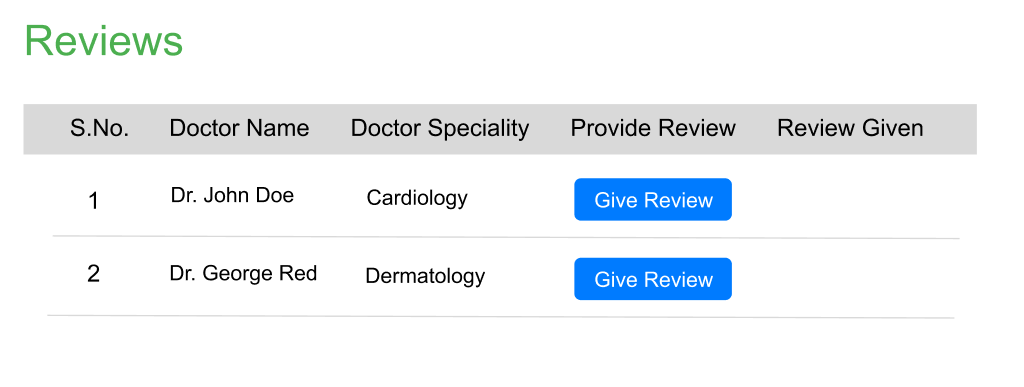 Reviews
S.No. Doctor Name Doctor Speciality Provide Review Review Given
1 Dr. John Doe Cardiology Give Review
2 Dr. George Red Dermatology Give Review